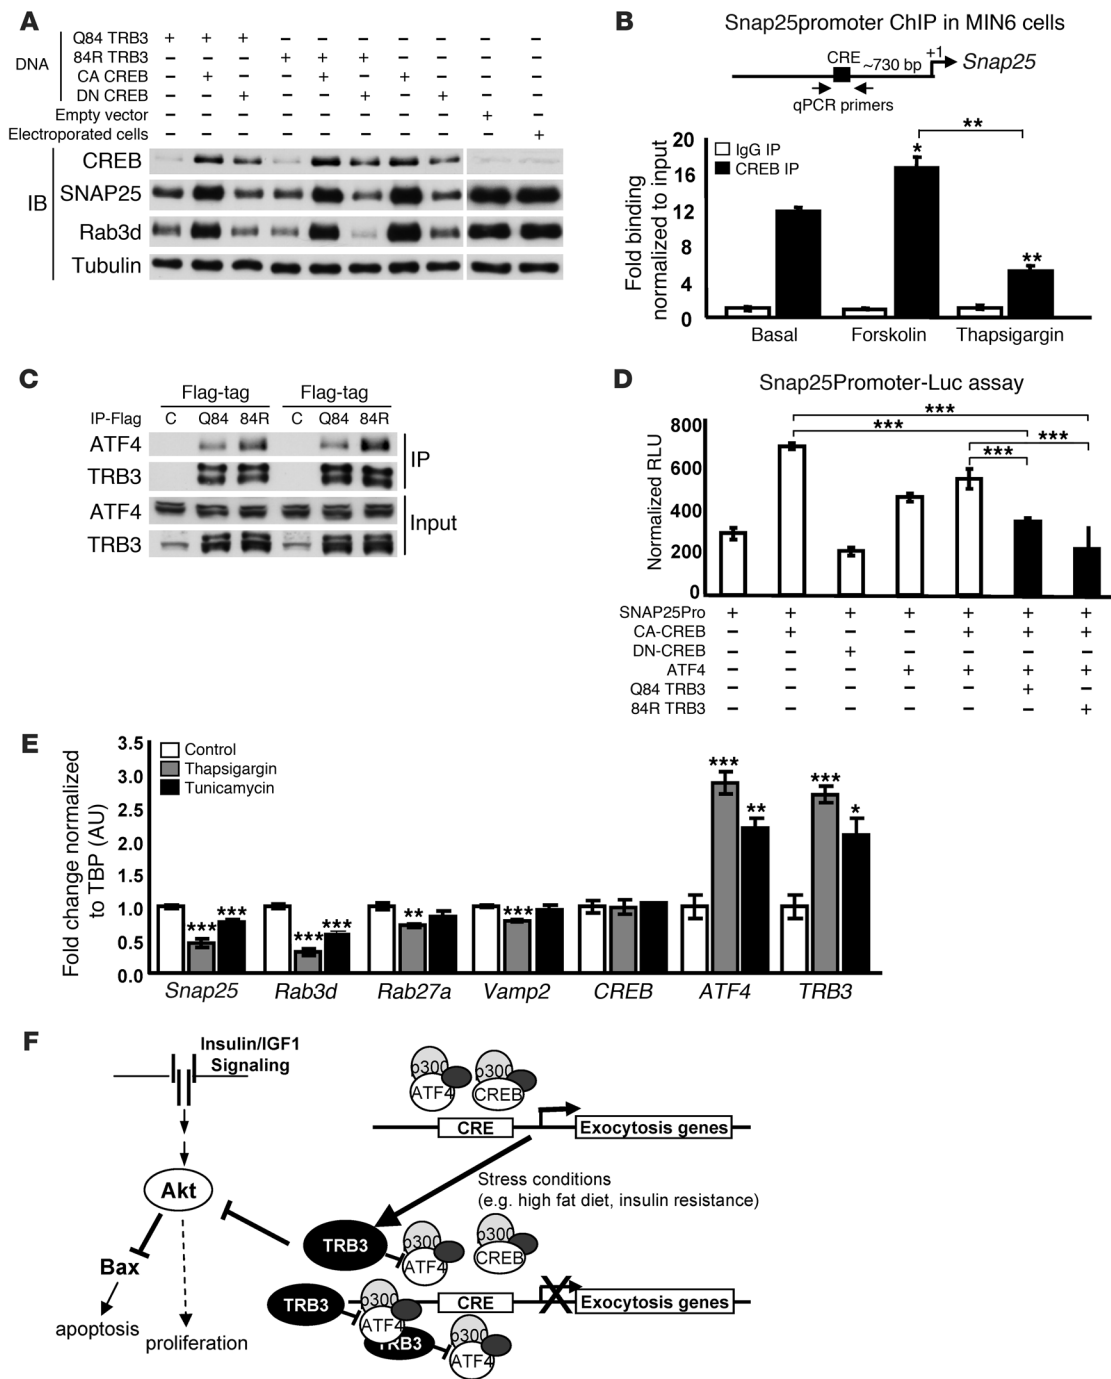 A
DNA
Q84 TRB3 + + + – – – – – – –
84R TRB3 – – – + + + – – – –
CA CREB – + – – + – + – – –
DN CREB – – + – – + – + – –
Empty vector – – – – – – – – + –
Electroporated cells – – – – – – – – – +
IB
CREB
SNAP25
Rab3d
Tubulin
B
Snap25promoter ChIP in MIN6 cells
CRE ~730 bp +1 Snap25
qPCR primers
Fold binding
normalized to input
20
16
12
8
4
0
IgG IP
CREB IP
**
*
**
Basal Forskolin Thapsigargin
C
Flag-tag Flag-tag
IP-Flag C Q84 84R C Q84 84R
ATF4
TRB3
IP
ATF4
TRB3
Input
D
Snap25Promoter-Luc assay
Normalized RLU
800
600
400
200
0
***
***
***
***
SNAP25Pro + + + + + + +
CA-CREB – + – – + + +
DN-CREB – – + – – – –
ATF4 – – – + + + +
Q84 TRB3 – – – – – + –
84R TRB3 – – – – – – +
E
Fold change normalized
to TBP (AU)
3.5
3.0
2.5
2.0
1.5
1.0
0.5
0.0
Control
Thapsigargin
Tunicamycin
*** *** *** *** ** *** *** ** *** *
Snap25 Rab3d Rab27a Vamp2 CREB ATF4 TRB3
F
Insulin/IGF1
Signaling
Akt
Bax
apoptosis
proliferation
p300 p300
ATF4 CREB
CRE Exocytosis genes
Stress conditions
(e.g. high fat diet, insulin resistance)
TRB3 p300 ATF4 p300 CREB
TRB3 p300 ATF4 CRE X Exocytosis genes
TRB3 p300 ATF4